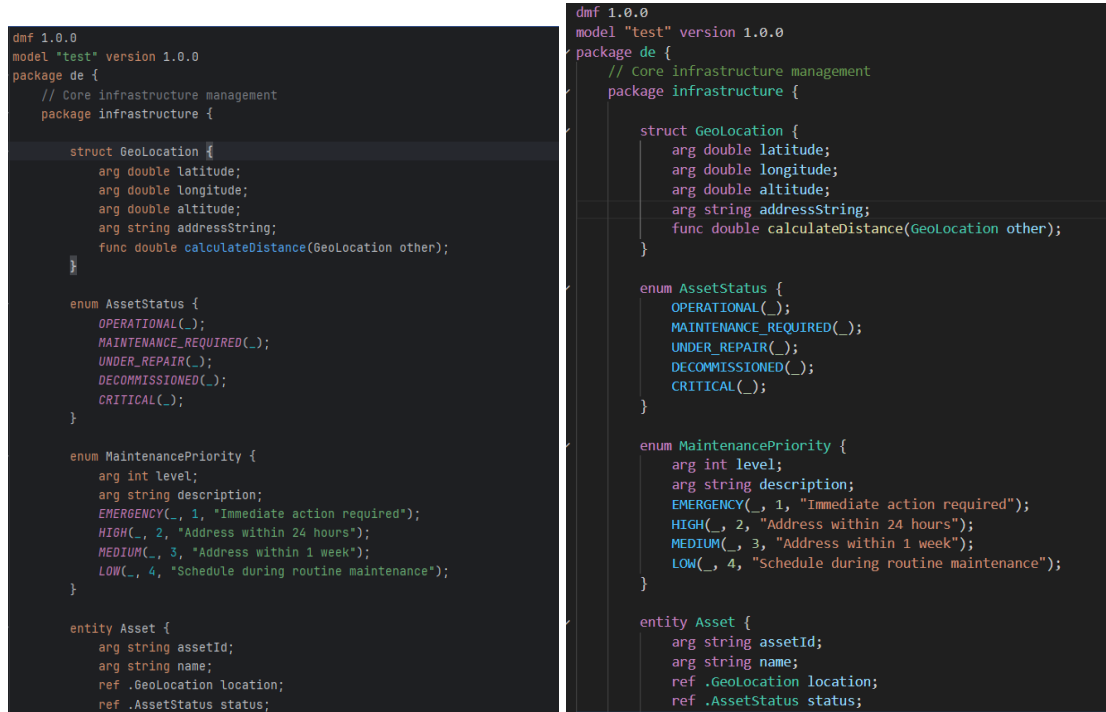 dmf 1.0.0
model "test" version 1.0.0
package de {
    // Core infrastructure management
    package infrastructure {

        struct GeoLocation {
            arg double latitude;
            arg double longitude;
            arg double altitude;
            arg string addressString;
            func double calculateDistance(GeoLocation other);
        }

        enum AssetStatus {
            OPERATIONAL(_);
            MAINTENANCE_REQUIRED(_);
            UNDER_REPAIR(_);
            DECOMMISSIONED(_);
            CRITICAL(_);
        }

        enum MaintenancePriority {
            arg int level;
            arg string description;
            EMERGENCY(_, 1, "Immediate action required");
            HIGH(_, 2, "Address within 24 hours");
            MEDIUM(_, 3, "Address within 1 week");
            LOW(_, 4, "Schedule during routine maintenance");
        }

        entity Asset {
            arg string assetId;
            arg string name;
            ref .GeoLocation location;
            ref .AssetStatus status;
dmf 1.0.0
model "test" version 1.0.0
package de {
    // Core infrastructure management
    package infrastructure {

        struct GeoLocation {
            arg double latitude;
            arg double longitude;
            arg double altitude;
            arg string addressString;
            func double calculateDistance(GeoLocation other);
        }

        enum AssetStatus {
            OPERATIONAL(_);
            MAINTENANCE_REQUIRED(_);
            UNDER_REPAIR(_);
            DECOMMISSIONED(_);
            CRITICAL(_);
        }

        enum MaintenancePriority {
            arg int level;
            arg string description;
            EMERGENCY(_, 1, "Immediate action required");
            HIGH(_, 2, "Address within 24 hours");
            MEDIUM(_, 3, "Address within 1 week");
            LOW(_, 4, "Schedule during routine maintenance");
        }

        entity Asset {
            arg string assetId;
            arg string name;
            ref .GeoLocation location;
            ref .AssetStatus status;